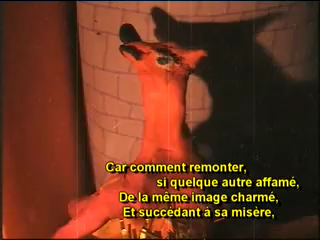 Car comment remonter,
si quelque autre affamé,
De la même image charmé,
Et succédant à sa misère,